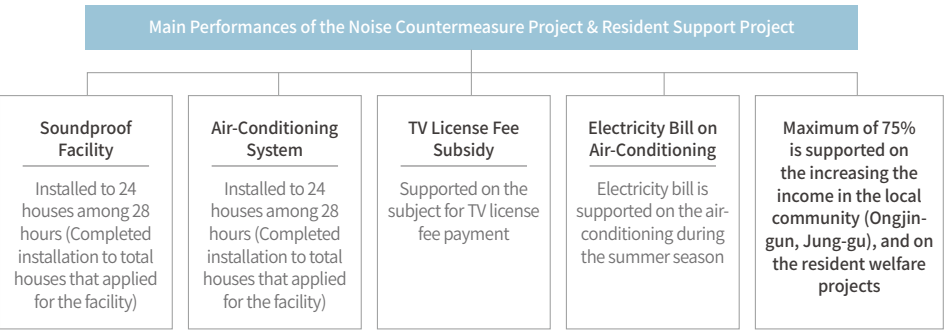 Main Performances of the Noise Countermeasure Project & Resident Support Project
Soundproof
Facility
Installed to 24
houses among 28
hours (Completed
installation to total
houses that applied
for the facility)
Air-Conditioning
System
Installed to 24
houses among 28
hours (Completed
installation to total
houses that applied
for the facility)
TV License Fee
Subsidy
Supported on the
subject for TV license
fee payment
Electricity Bill on
Air-Conditioning
Electricity bill is
supported on the air-
conditioning during
the summer season
Maximum of 75%
is supported on
the increasing the
income in the local
community (Ongjin-
gun, Jung-gu), and on
the resident welfare
projects